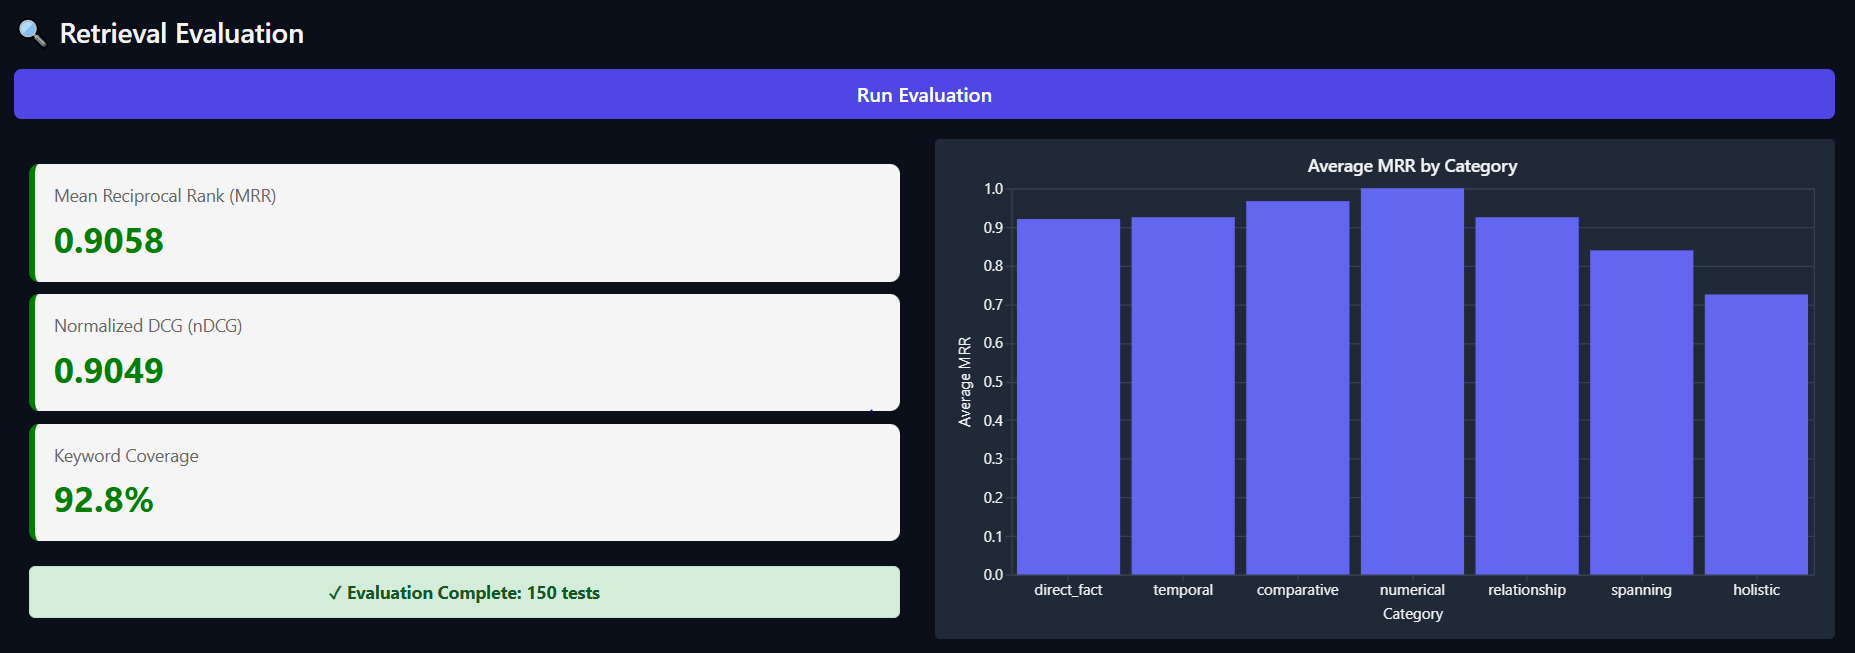 Retrieval Evaluation
Run Evaluation
Mean Reciprocal Rank (MRR)
0.9058
Normalized DCG (nDCG)
0.9049
Keyword Coverage
92.8%
✓ Evaluation Complete: 150 tests
Average MRR by Category
Average MRR
1.0
0.9
0.8
0.7
0.6
0.5
0.4
0.3
0.2
0.1
0.0
direct_fact temporal comparative numerical relationship spanning holistic
Category